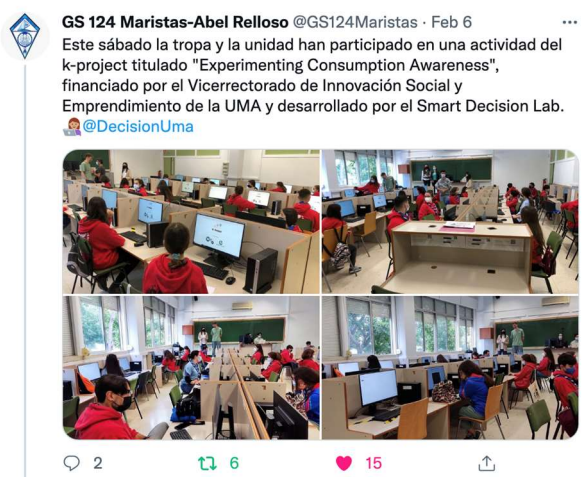 GS 124 Maristas-Abel Relloso @GS124Maristas · Feb 6 ...
Este sábado la tropa y la unidad han participado en una actividad del
k-project titulado "Experimenting Consumption Awareness",
financiado por el Vicerrectorado de Innovación Social y
Emprendimiento de la UMA y desarrollado por el Smart Decision Lab.
@DecisionUma
2 6 15